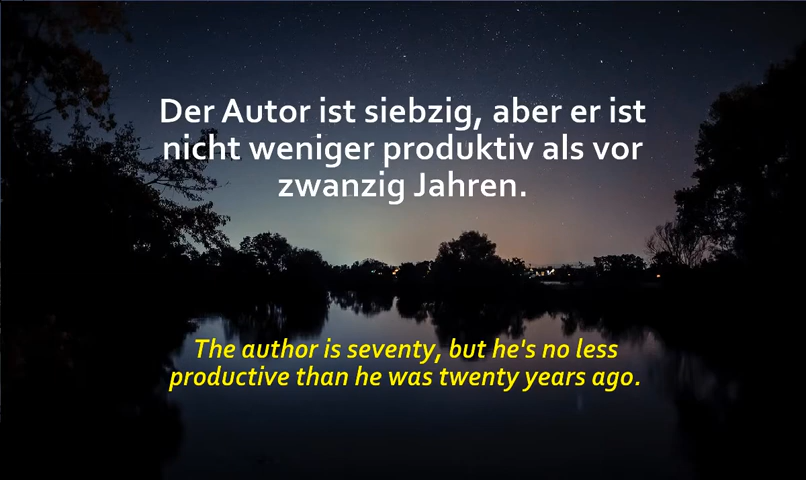 Der Autor ist siebzig, aber er ist
nicht weniger produktiv als vor
zwanzig Jahren.
The author is seventy, but he's no less
productive than he was twenty years ago.